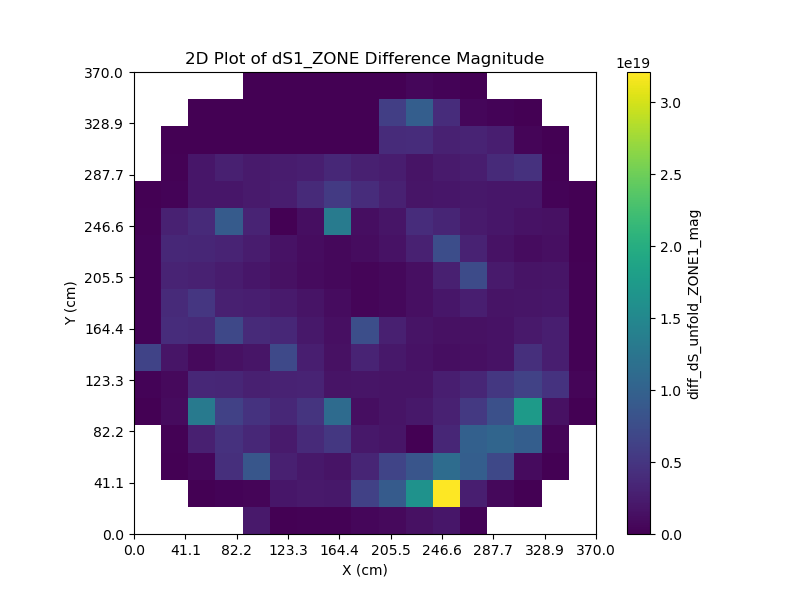 2D Plot of dS1_ZONE Difference Magnitude
1e19
370.0
328.9
287.7
246.6
205.5
164.4
123.3
82.2
41.1
0.0
Y (cm)
0.0 41.1 82.2 123.3 164.4 205.5 246.6 287.7 328.9 370.0
X (cm)
3.0
2.5
2.0
1.5
1.0
0.5
0.0
diff_dS_unfold_ZONE1_mag